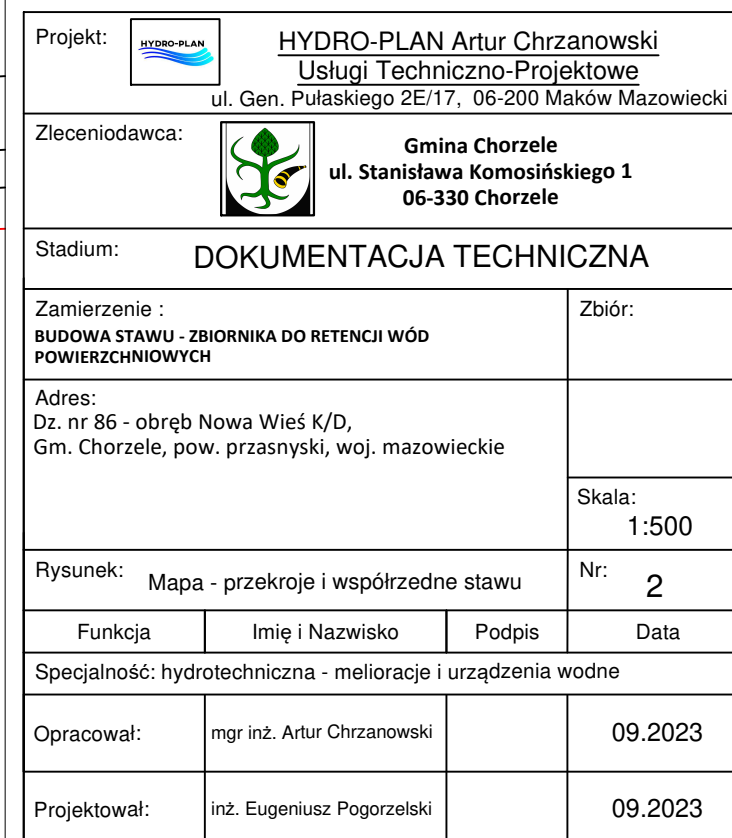 Projekt:
HYDRO-PLAN
HYDRO-PLAN Artur Chrzanowski
Usługi Techniczno-Projektowe
ul. Gen. Pułaskiego 2E/17, 06-200 Maków Mazowiecki
Zleceniodawca:
Gmina Chorzele
ul. Stanisława Komosińskiego 1
06-330 Chorzele
Stadium: DOKUMENTACJA TECHNICZNA
Zamierzenie :
BUDOWA STAWU - ZBIORNIKA DO RETENCJI WÓD
POWIERZCHNIOWYCH
Zbiór:
Adres:
Dz. nr 86 - obręb Nowa Wieś K/D,
Gm. Chorzele, pow. przasnyski, woj. mazowieckie
Skala:
1:500
Rysunek: Mapa - przekroje i współrzedne stawu
Nr: 2
Funkcja Imię i Nazwisko Podpis Data
Specjalność: hydrotechniczna - melioracje i urządzenia wodne
Opracował: mgr inż. Artur Chrzanowski 09.2023
Projektował: inż. Eugeniusz Pogorzelski 09.2023